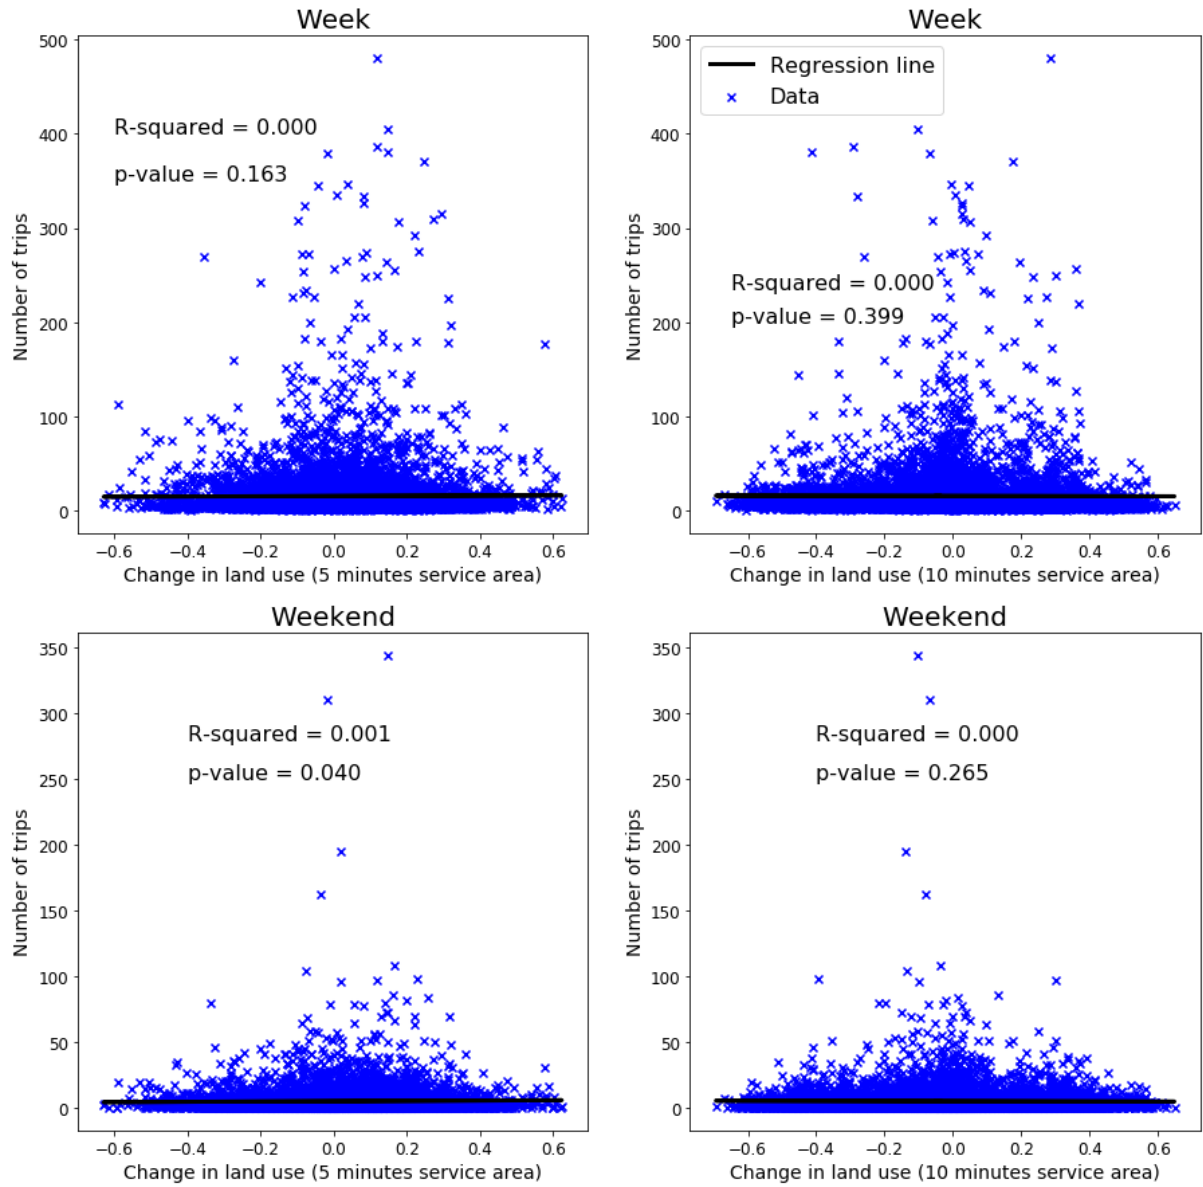 Week
500
400
300
200
100
0
Number of trips
R-squared = 0.000
p-value = 0.163
−0.6 −0.4 −0.2 0.0 0.2 0.4 0.6
Change in land use (5 minutes service area)
Week
500
400
300
200
100
0
Number of trips
Regression line
Data
R-squared = 0.000
p-value = 0.399
−0.6 −0.4 −0.2 0.0 0.2 0.4 0.6
Change in land use (10 minutes service area)
Weekend
350
300
250
200
150
100
50
0
Number of trips
R-squared = 0.001
p-value = 0.040
−0.6 −0.4 −0.2 0.0 0.2 0.4 0.6
Change in land use (5 minutes service area)
Weekend
350
300
250
200
150
100
50
0
Number of trips
R-squared = 0.000
p-value = 0.265
−0.6 −0.4 −0.2 0.0 0.2 0.4 0.6
Change in land use (10 minutes service area)